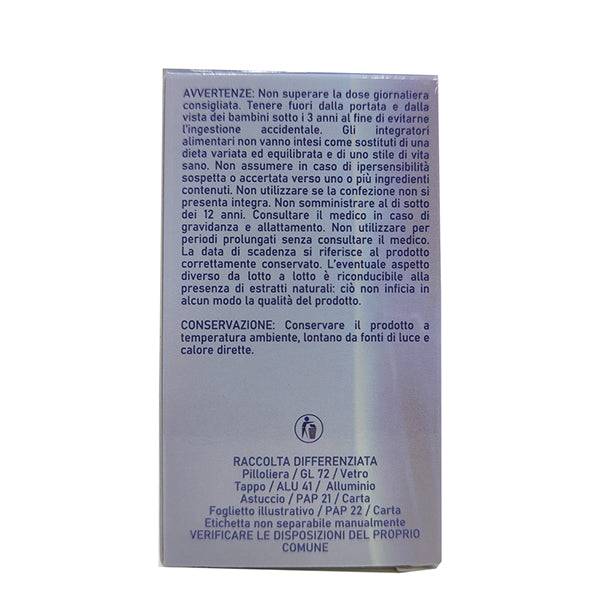 AVVERTENZE: Non superare la dose giornaliera
consigliata. Tenere fuori dalla portata e dalla
vista dei bambini sotto i 3 anni al fine di evitarne
l'ingestione accidentale. Gli integratori
alimentari non vanno intesi come sostituti di una
dieta variata ed equilibrata e di uno stile di vita
sano. Non assumere in caso di ipersensibilità
sospetta o accertata verso uno o più ingredienti
contenuti. Non utilizzare se la confezione non si
presenta integra. Non somministrare al di sotto
dei 12 anni. Consultare il medico in caso di
gravidanza e allattamento. Non utilizzare per
periodi prolungati senza consultare il medico.
La data di scadenza si riferisce al prodotto
correttamente conservato. L'eventuale aspetto
diverso da lotto a lotto è riconducibile alla
presenza di estratti naturali: ciò non inficia in
alcun modo la qualità del prodotto.
CONSERVAZIONE: Conservare il prodotto a
temperatura ambiente, lontano da fonti di luce e
calore dirette.
RACCOLTA DIFFERENZIATA
Pilloliera / GL 72 / Vetro
Tappo / ALU 41 / Alluminio
Astuccio / PAP 21 / Carta
Foglietto illustrativo / PAP 22 / Carta
Etichetta non separabile manualmente
VERIFICARE LE DISPOSIZIONI DEL PROPRIO
COMUNE